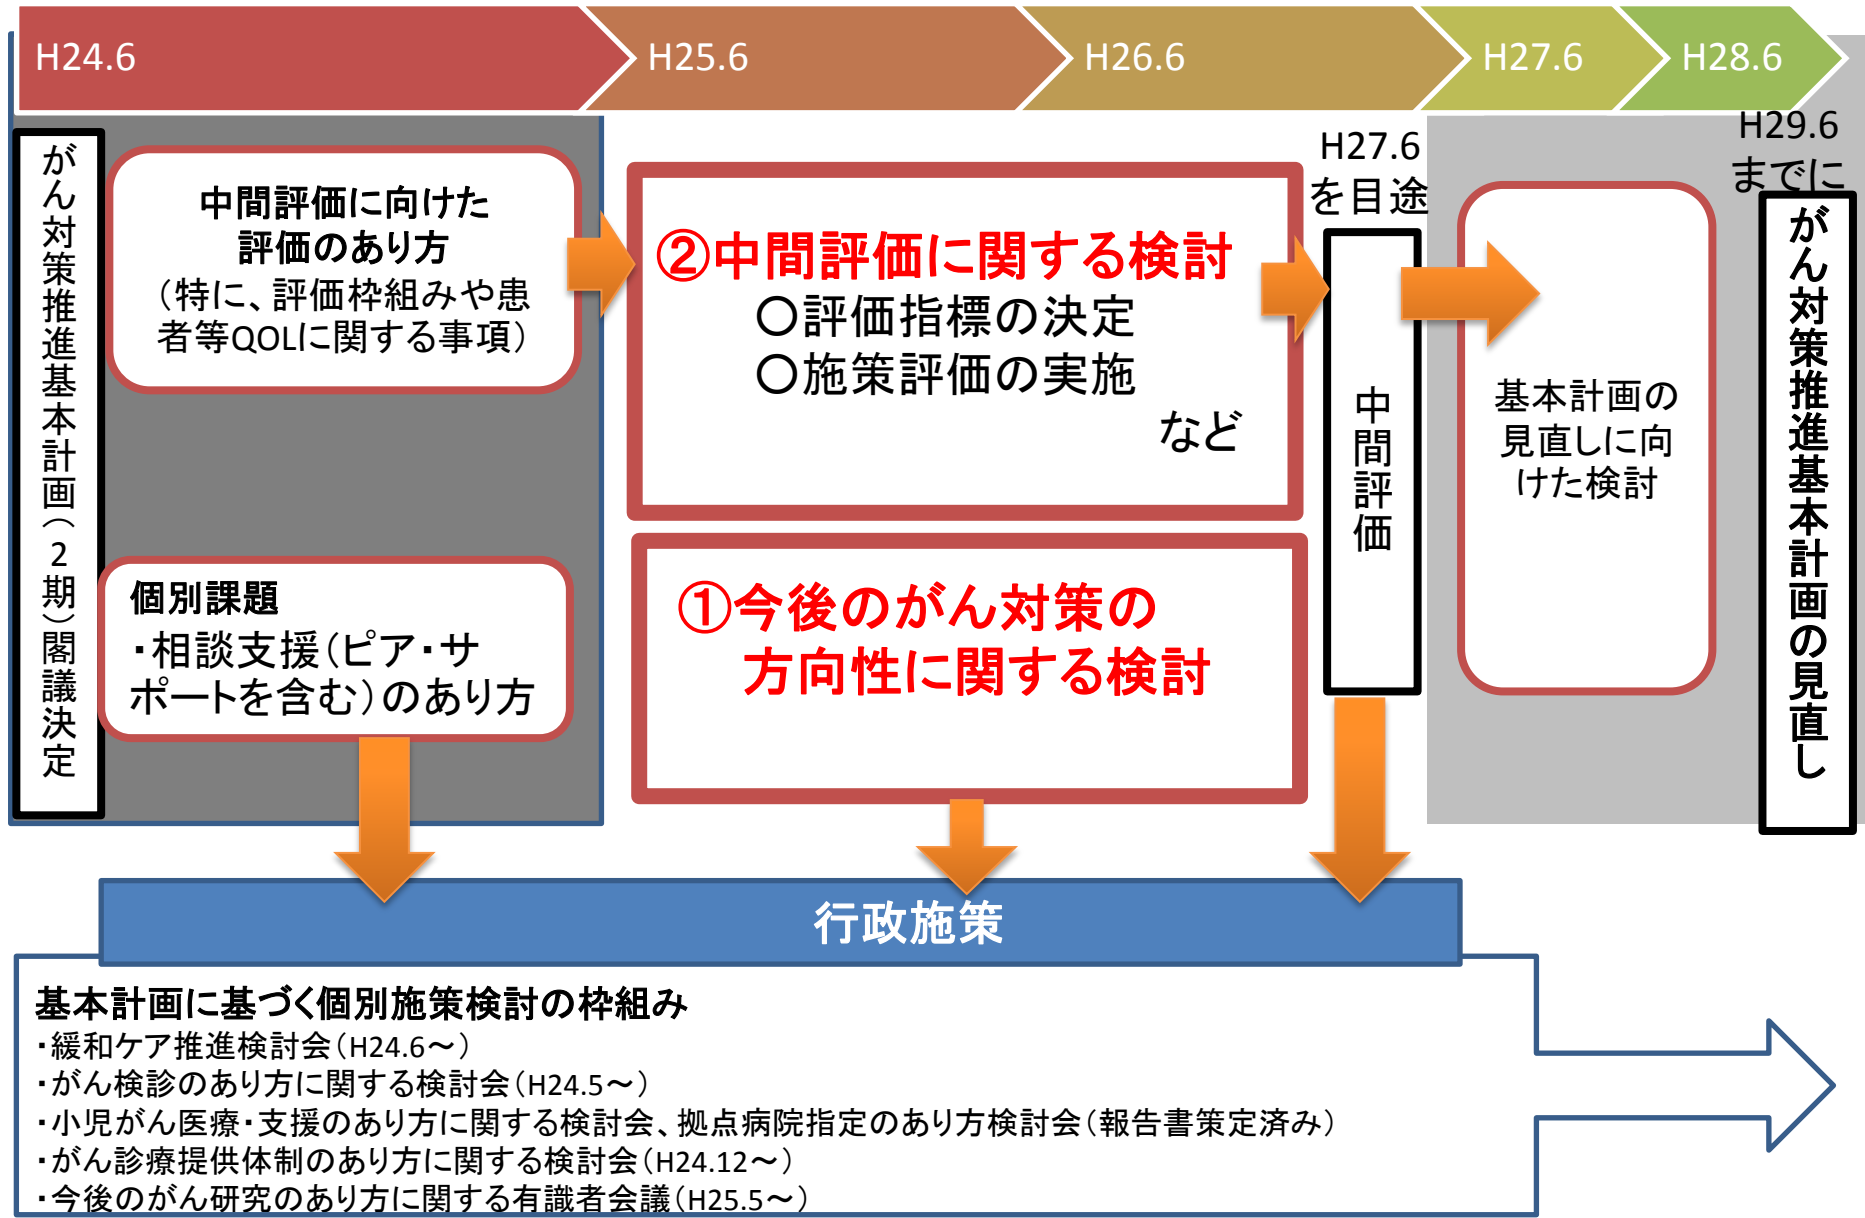 H24.6
H25.6
H26.6
H27.6
H28.6
がん対策推進基本計画（2期）閣議決定
中間評価に向けた
評価のあり方
（特に、評価枠組みや患
者等QOLに関する事項）
個別課題
・相談支援（ピア・サ
ポートを含む）のあり方
②中間評価に関する検討
○評価指標の決定
○施策評価の実施
など
①今後のがん対策の
方向性に関する検討
H27.6
を目途
中間評価
基本計画の
見直しに向
けた検討
H29.6
までに
がん対策推進基本計画の見直し
行政施策
基本計画に基づく個別施策検討の枠組み
・緩和ケア推進検討会（H24.6～）
・がん検診のあり方に関する検討会（H24.5～）
・小児がん医療・支援のあり方に関する検討会、拠点病院指定のあり方検討会（報告書策定済み）
・がん診療提供体制のあり方に関する検討会（H24.12～）
・今後のがん研究のあり方に関する有識者会議（H25.5～）